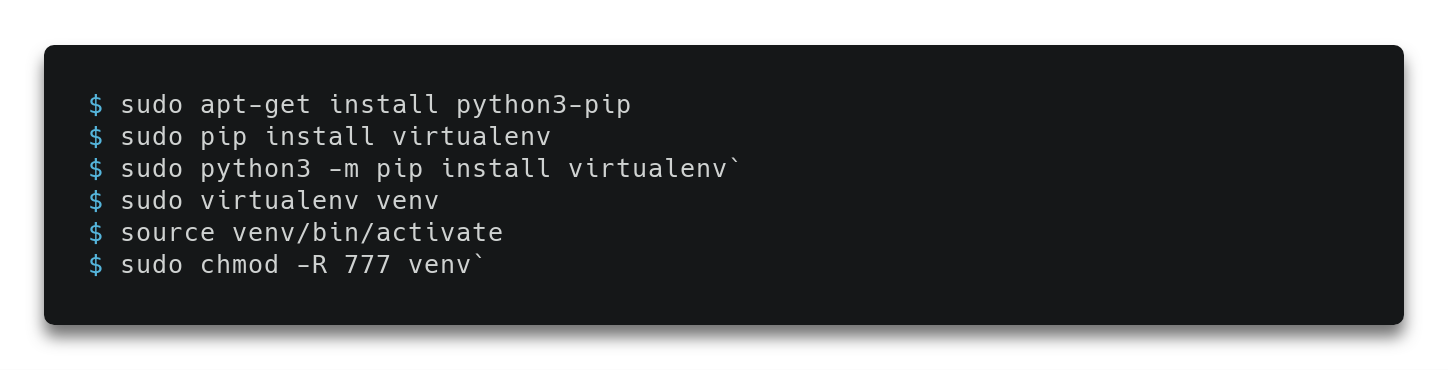 $ sudo apt-get install python3-pip
$ sudo pip install virtualenv
$ sudo python3 -m pip install virtualenv`
$ sudo virtualenv venv
$ source venv/bin/activate
$ sudo chmod -R 777 venv`